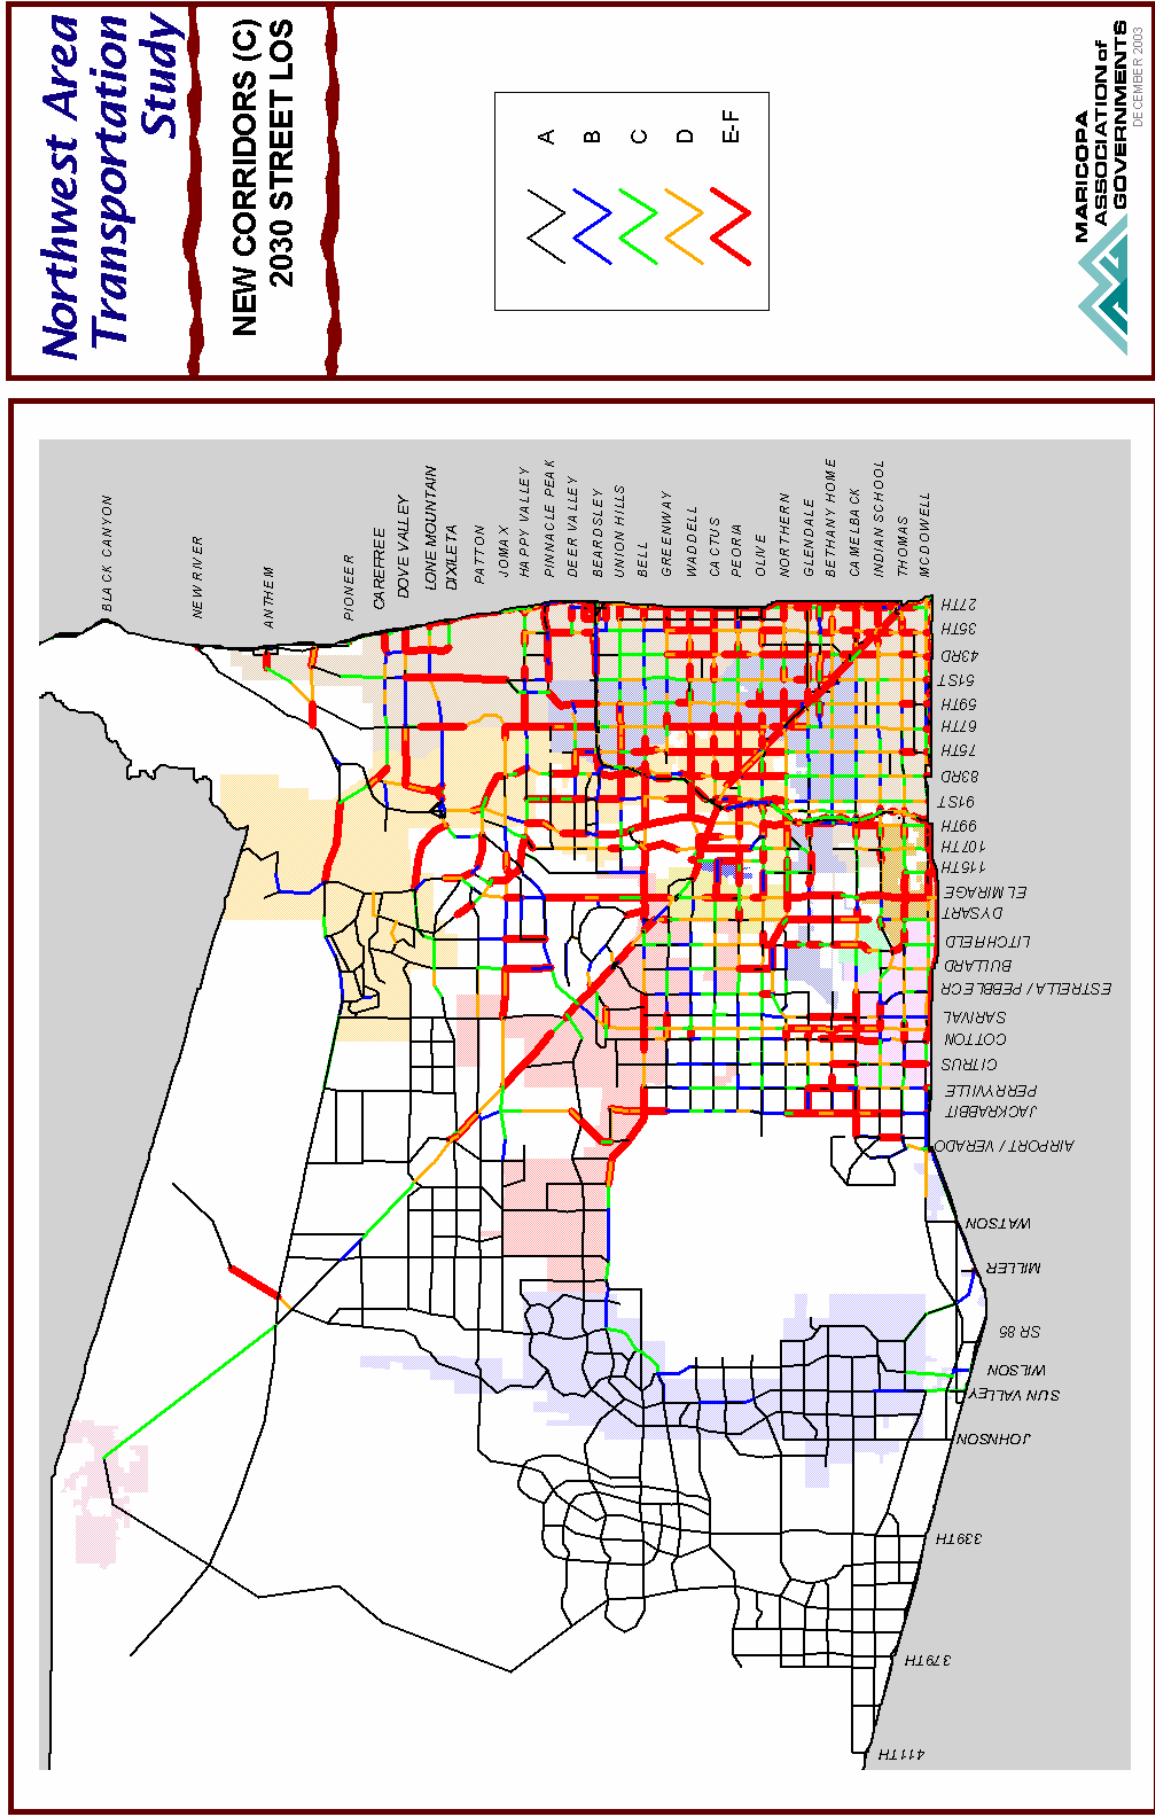 Northwest Area
Transportation
Study
NEW CORRIDORS (C)
2030 STREET LOS
A
B
C
D
E-F
MARICOPA
ASSOCIATION of
GOVERNMENTS
DECEMBER 2003
BLACK CANYON
NEW RIVER
ANTHEM
PIONEER
CAREFREE
DOVE VALLEY
LONE MOUNTAIN
DIXILETA
PATTON
JOMAX
HAPPY VALLEY
PINNACLE PEAK
DEER VALLEY
BEARDSLEY
UNION HILLS
BELL
GREENWAY
WADDELL
CACTUS
PEORIA
OLIVE
NORTHERN
GLENDALE
BETHANY HOME
CAMELBACK
INDIAN SCHOOL
THOMAS
MCDOWELL
27TH
35TH
43RD
51ST
59TH
67TH
75TH
83RD
91ST
99TH
107TH
115TH
EL MIRAGE
DYSART
LITCHFIELD
BULLARD
ESTRELLA / PEBBLE CR
SARIVAL
COTTON
CITRUS
PERRYVILLE
JACKRABBIT
AIRPORT / VERADO
WATSON
MILLER
SR 85
WILSON
SUN VALLEY
JOHNSON
339TH
379TH
411TH